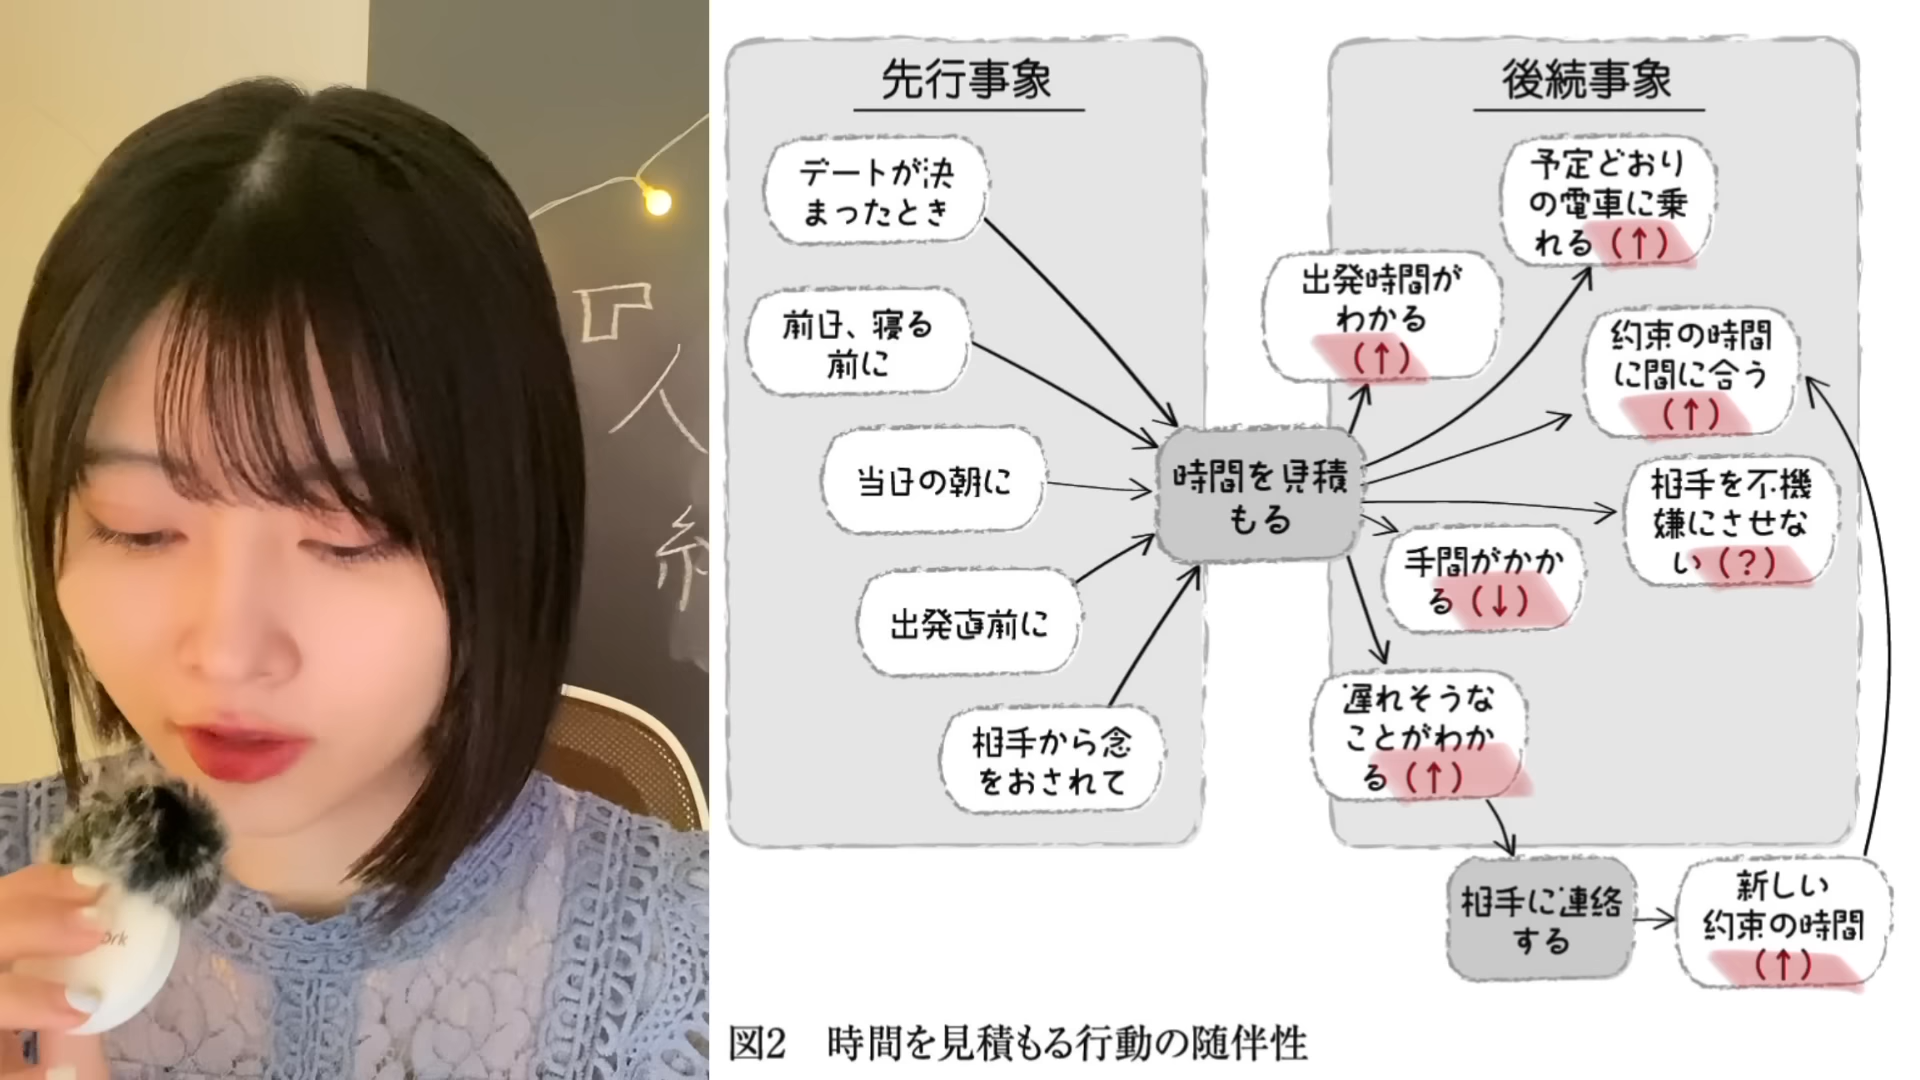 先行事象
デートが決
まったとき
前日、寝る
前に
当日の朝に
出発直前に
相手から念
をおされて
時間を見積
もる
後続事象
予定どおり
の電車に乗
れる(↑)
出発時間が
わかる
(↑)
約束の時間
に間に合う
(↑)
相手を不機
嫌にさせな
い(?)
手間がかか
る(↓)
遅れそうな
ことがわか
る(↑)
相手に連絡
する
新しい
約束の時間
(↑)
図2 時間を見積もる行動の随伴性
人